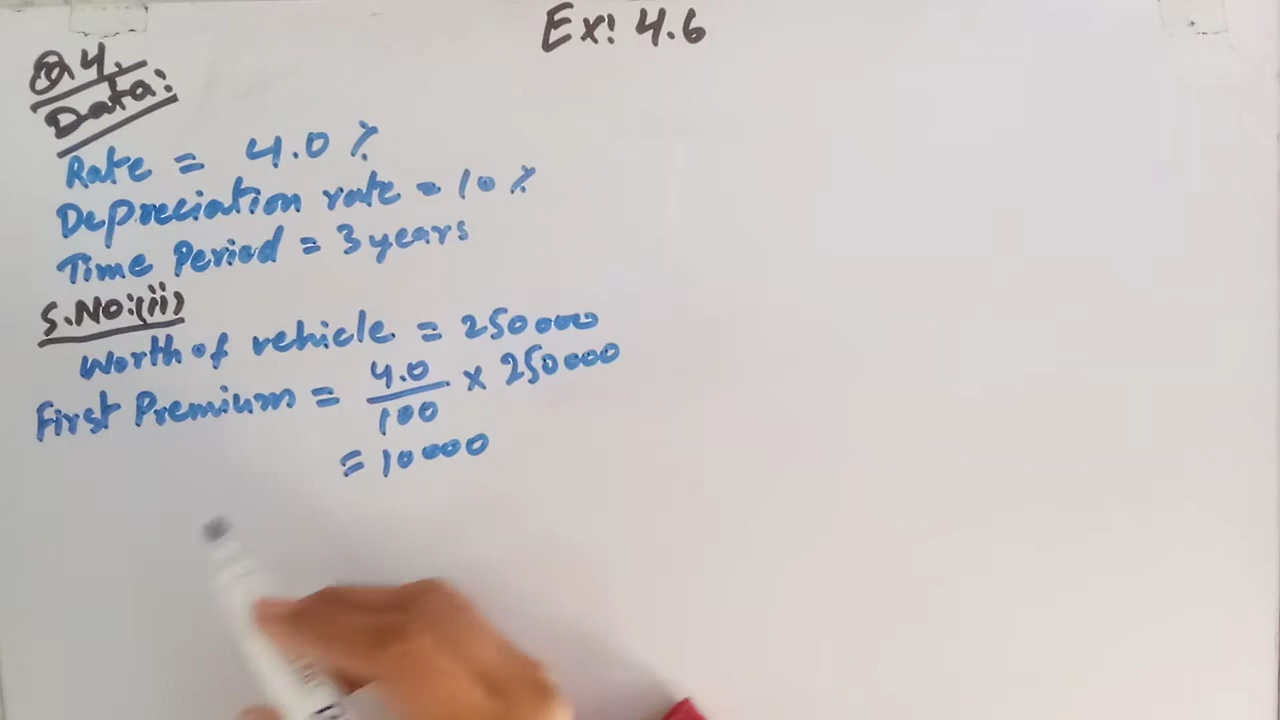 Ex: 4.6
Q4.
Data:
Rate = 4.0 %
Depreciation rate = 10 %
Time Period = 3 years
S.No:(ii)
Worth of vehicle = 250000
First Premium = 4.0/100 × 250000
= 10000